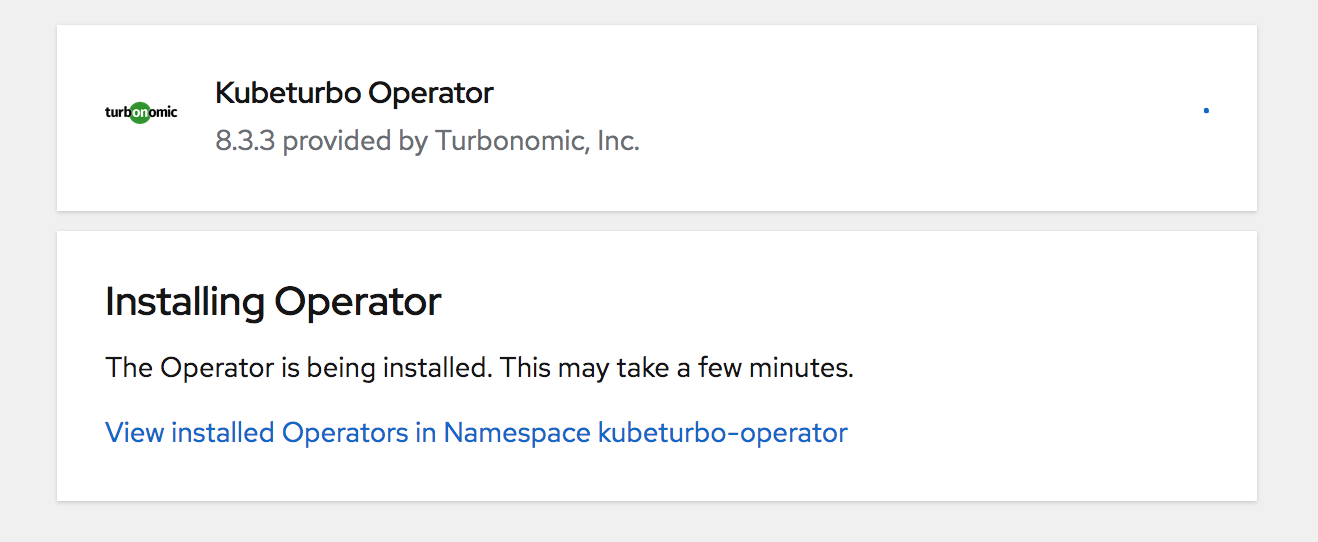 turbonomic
Kubeturbo Operator
8.3.3 provided by Turbonomic, Inc.
Installing Operator
The Operator is being installed. This may take a few minutes.
View installed Operators in Namespace kubeturbo-operator